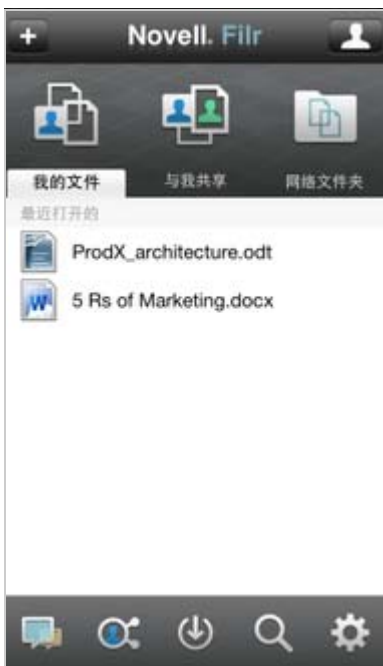 Novell. Filr
我的文件
与我共享
网络文件夹
最近打开的
ProdX_architecture.odt
W
5 Rs of Marketing.docx